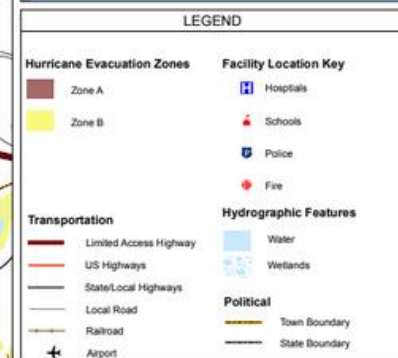 LEGEND
Hurricane Evacuation Zones
Zone A
Zone B
Facility Location Key
H Hosptials
Schools
P Police
Fire
Transportation
Limited Access Highway
US Highways
State/Local Highways
Local Road
Railroad
Airport
Hydrographic Features
Water
Wetlands
Political
Town Boundary
State Boundary